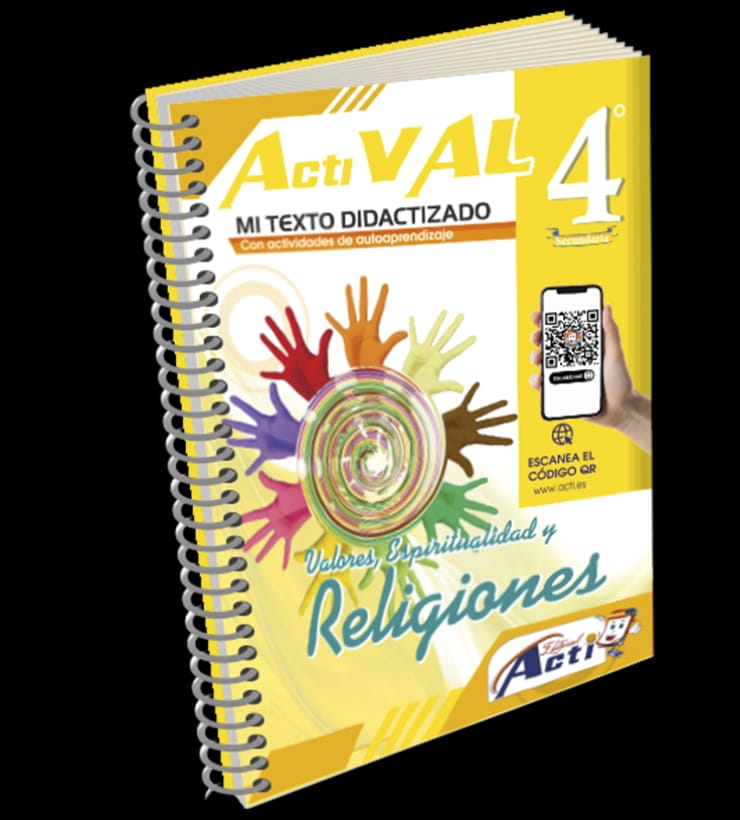 ActiVAL
4°
Secundaria
MI TEXTO DIDACTIZADO
Con actividades de autoaprendizaje
ESCANEA EL
CÓDIGO QR
www.acti.es
Valores, Espiritualidad y
Religiones
Editorial
Acti